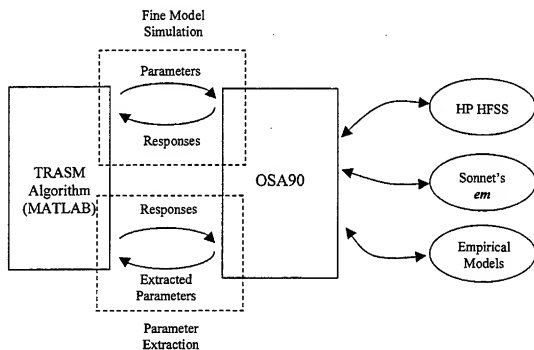 Fine Model
Simulation
Parameters
Responses
TRASM
Algorithm
(MATLAB)
OSA90
Responses
Extracted
Parameters
Parameter
Extraction
HP HFSS
Sonnet's
em
Empirical
Models